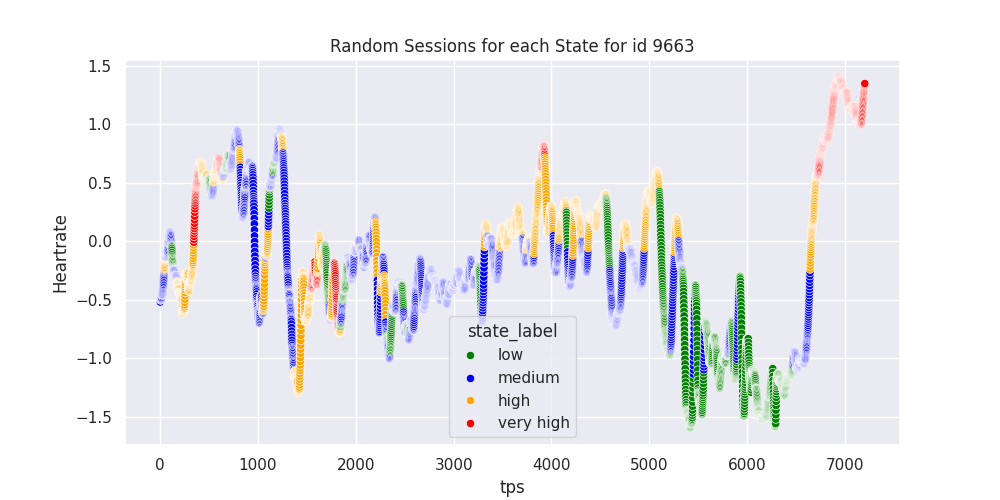 Random Sessions for each State for id 9663
Heartrate
1.5
1.0
0.5
0.0
−0.5
−1.0
−1.5
state_label
low
medium
high
very high
0 1000 2000 3000 4000 5000 6000 7000
tps